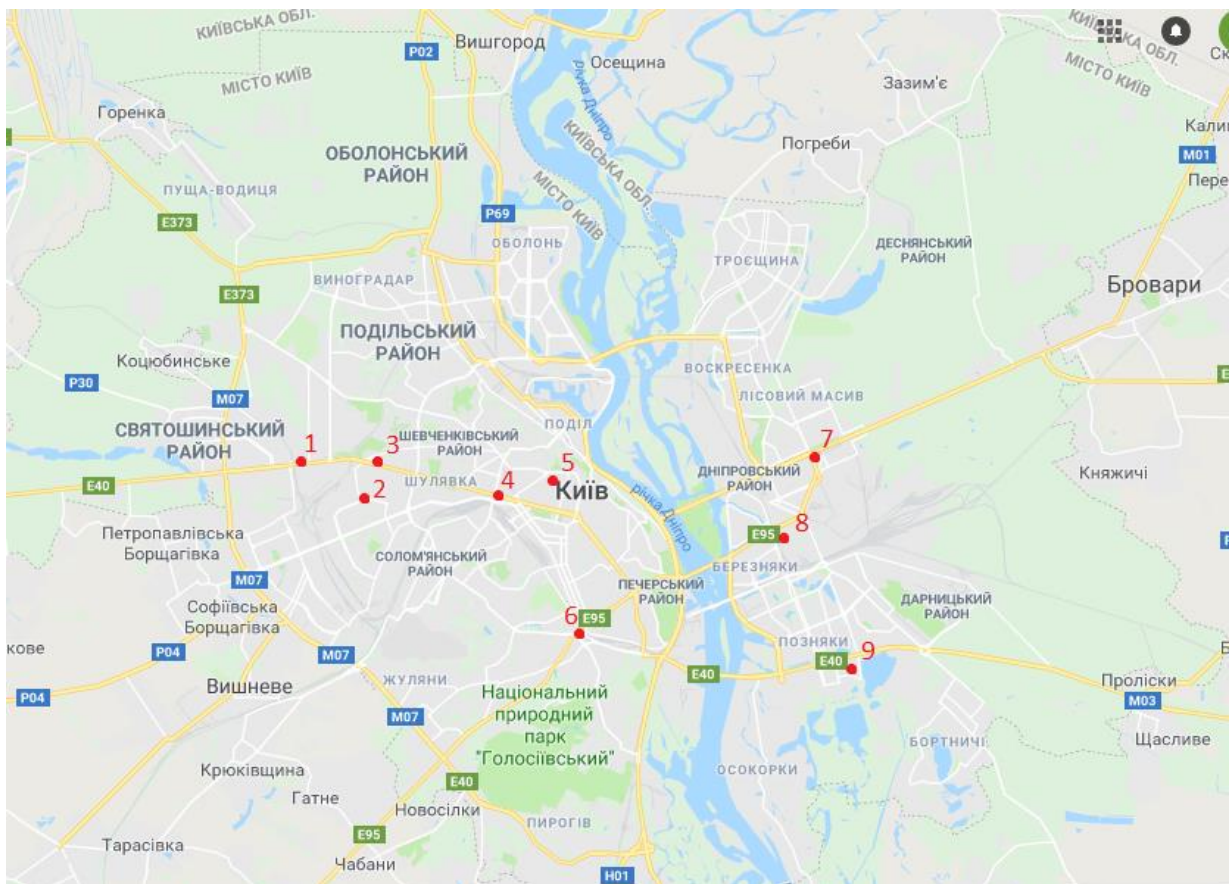 КИЇВСЬКА ОБЛ.
МІСТО КИЇВ
P02
Вишгород
Осещина
річка Дніпро
Зазим'є
КИЇВСЬКА ОБЛ.
МІСТО КИЇВ
Горенка
ОБОЛОНСЬКИЙ
РАЙОН
КИЇВСЬКА ОБЛ.
МІСТО КИЇВ
Погреби
M01
ПУЩА-ВОДИЦЯ
E373
P69
ОБОЛОНЬ
ТРОЄЩИНА
ДЕСНЯНСЬКИЙ
РАЙОН
ВИНОГРАДАР
E373
Бровари
ПОДІЛЬСЬКИЙ
РАЙОН
Коцюбинське
P30
M07
ВОСКРЕСЕНКА
ЛІСОВИЙ МАСИВ
СВЯТОШИНСЬКИЙ
РАЙОН
ПОДІЛ
ШЕВЧЕНКІВСЬКИЙ
РАЙОН
1
3
7
E40
2
ШУЛЯВКА
4
5
Київ
річка Дніпро
ДНІПРОВСЬКИЙ
РАЙОН
Княжичі
Петропавлівська
Борщагівка
8
E95
СОЛОМ'ЯНСЬКИЙ
РАЙОН
БЕРЕЗНЯКИ
M07
ПЕЧЕРСЬКИЙ
РАЙОН
ДАРНИЦЬКИЙ
РАЙОН
Софіївська
Борщагівка
6
E95
кове
P04
M07
ПОЗНЯКИ
9
E40
E40
P04
Вишневе
ЖУЛЯНИ
Проліски
M03
Національний
природний
парк
"Голосіївський"
M07
Щасливе
БОРТНИЧІ
Крюківщина
E40
ОСОКОРКИ
Гатне
Новосілки
ПИРОГІВ
E95
Тарасівка
Чабани
H01